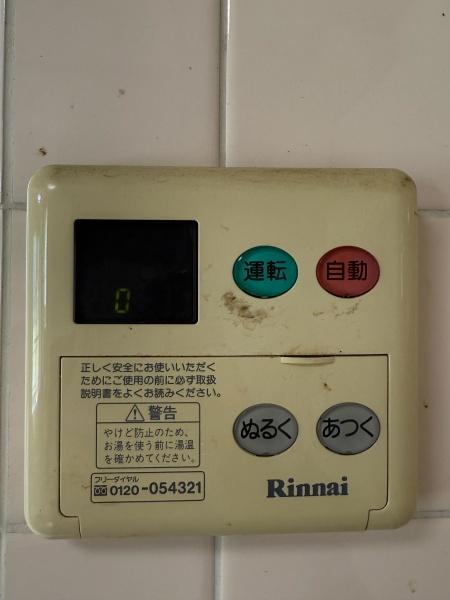 0
運転
自動
正しく安全にお使いいただく
ためにご使用の前に必ず取扱
説明書をよくお読みください。
警告
やけど防止のため、
お湯を使う前に湯温
を確かめてください。
フリーダイヤル
0120-054321
ぬるく
あつく
Rinnai